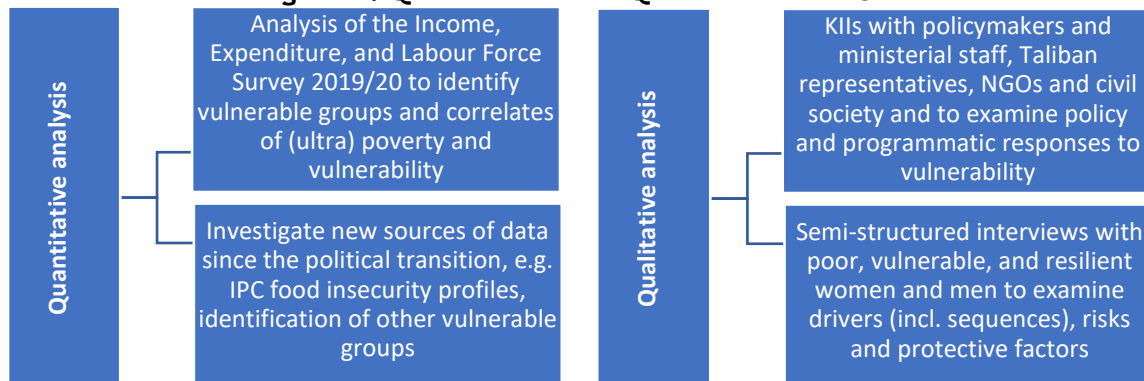 Quantitative analysis
Analysis of the Income,
Expenditure, and Labour Force
Survey 2019/20 to identify
vulnerable groups and correlates
of (ultra) poverty and
vulnerability
Investigate new sources of data
since the political transition, e.g.
IPC food insecurity profiles,
identification of other vulnerable
groups
Qualitative analysis
KIIs with policymakers and
ministerial staff, Taliban
representatives, NGOs and civil
society and to examine policy
and programmatic responses to
vulnerability
Semi-structured interviews with
poor, vulnerable, and resilient
women and men to examine
drivers (incl. sequences), risks
and protective factors